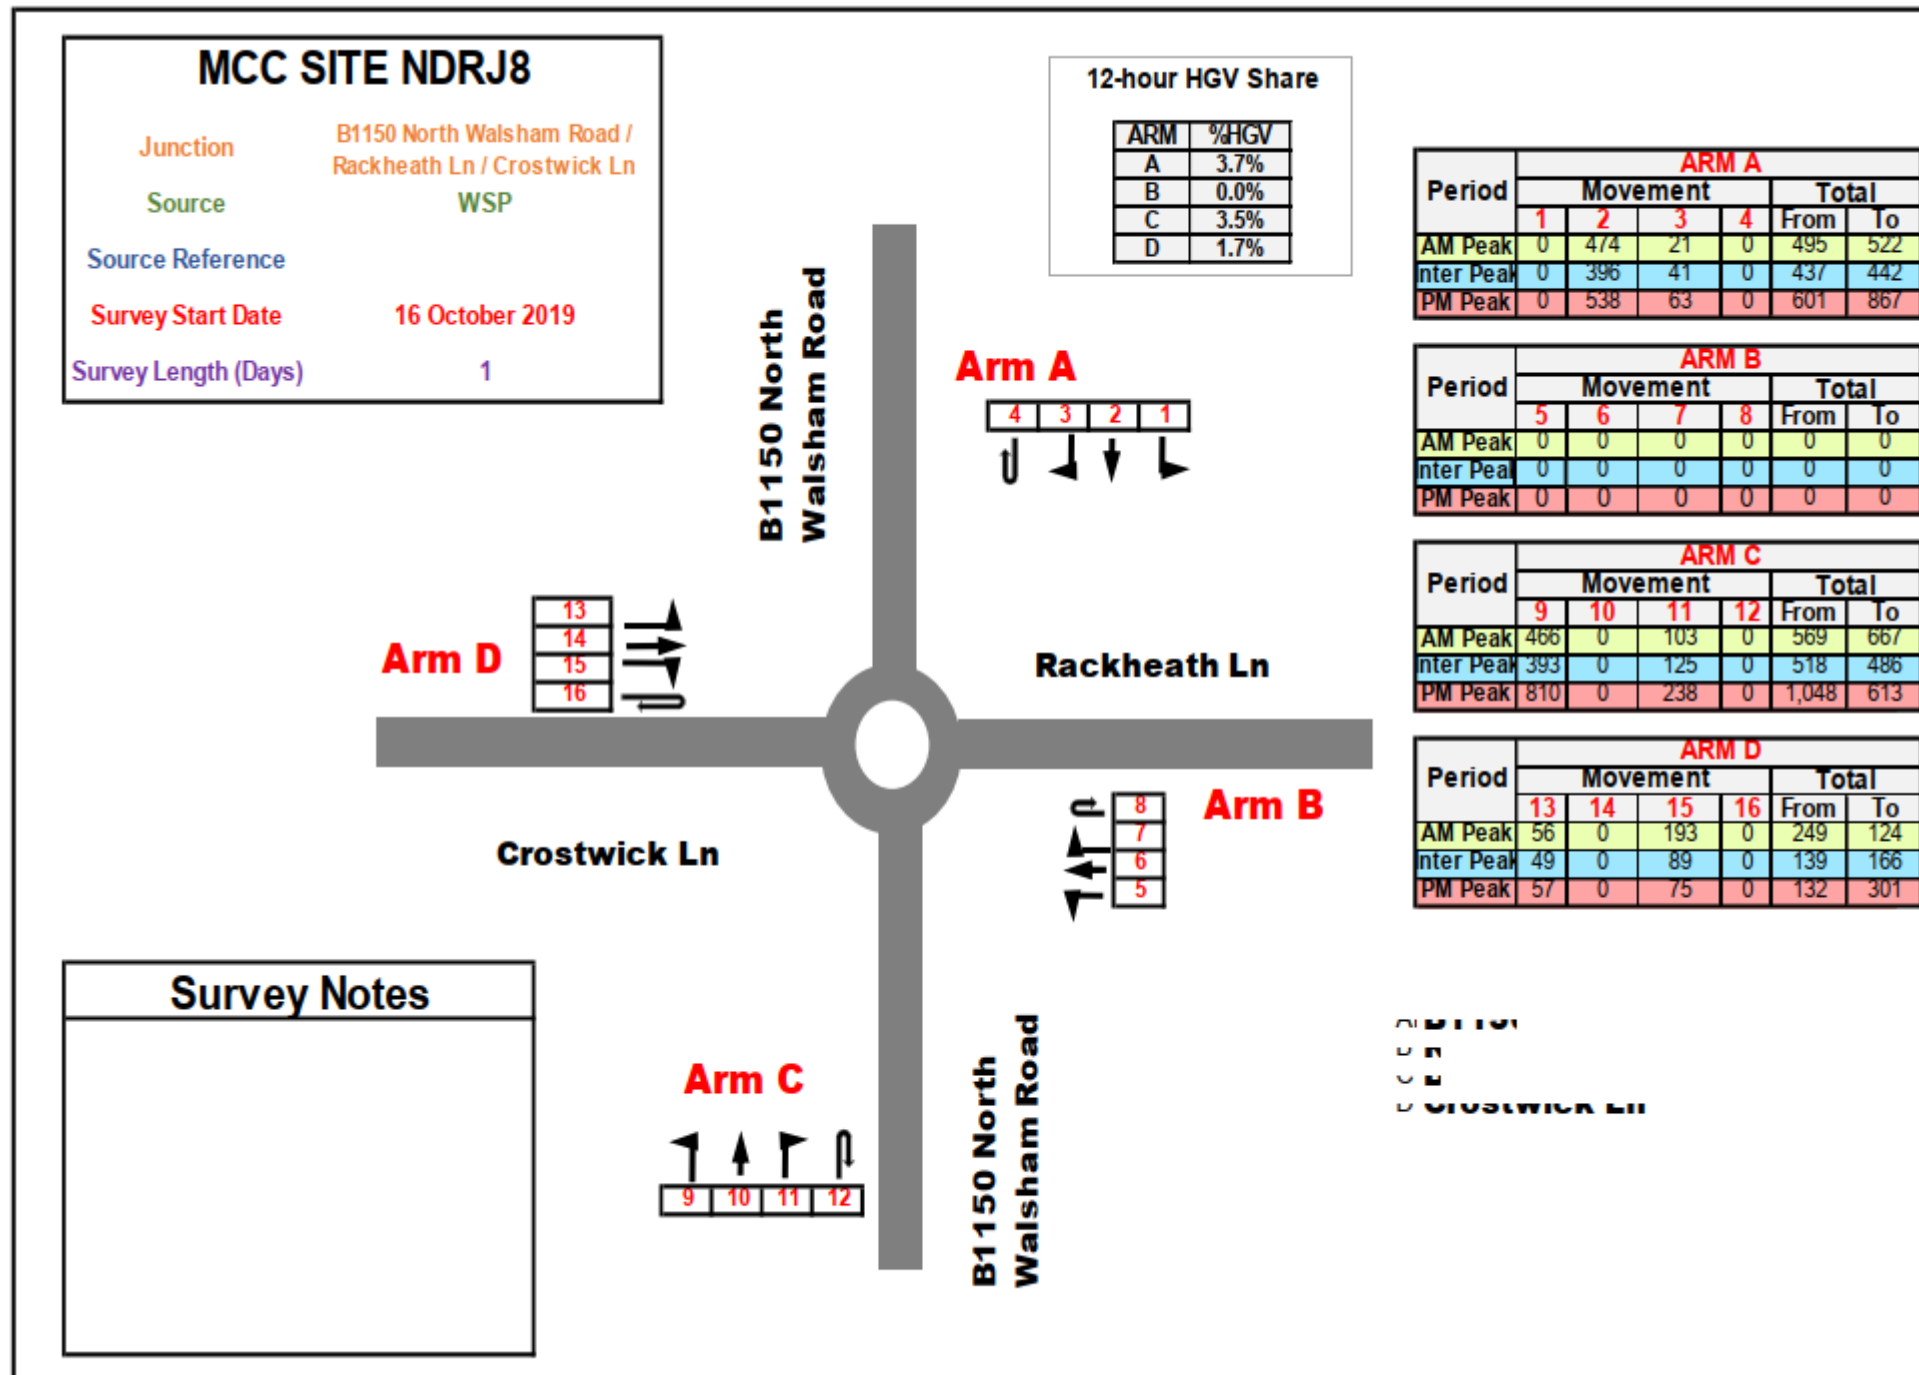 MCC SITE NDRJ8
Junction
B1150 North Walsham Road /
Rackheath Ln / Crostwick Ln
Source WSP
Source Reference
Survey Start Date 16 October 2019
Survey Length (Days) 1
12-hour HGV Share
ARM %HGV
A 3.7%
B 0.0%
C 3.5%
D 1.7%
B1150 North
Walsham Road
Arm A
4 3 2 1
Arm D
13
14
15
16
Rackheath Ln
Crostwick Ln
Arm B
8
7
6
5
Arm C
9 10 11 12
B1150 North
Walsham Road
Survey Notes
ARM A
Period Movement Total
1 2 3 4 From To
AM Peak 0 474 21 0 495 522
nter Peak 0 396 41 0 437 442
PM Peak 0 538 63 0 601 867
ARM B
Period Movement Total
5 6 7 8 From To
AM Peak 0 0 0 0 0 0
nter Peak 0 0 0 0 0 0
PM Peak 0 0 0 0 0 0
ARM C
Period Movement Total
9 10 11 12 From To
AM Peak 466 0 103 0 569 667
nter Peak 393 0 125 0 518 486
PM Peak 810 0 238 0 1,048 613
ARM D
Period Movement Total
13 14 15 16 From To
AM Peak 56 0 193 0 249 124
nter Peak 49 0 89 0 139 166
PM Peak 57 0 75 0 132 301
Crostwick Ln